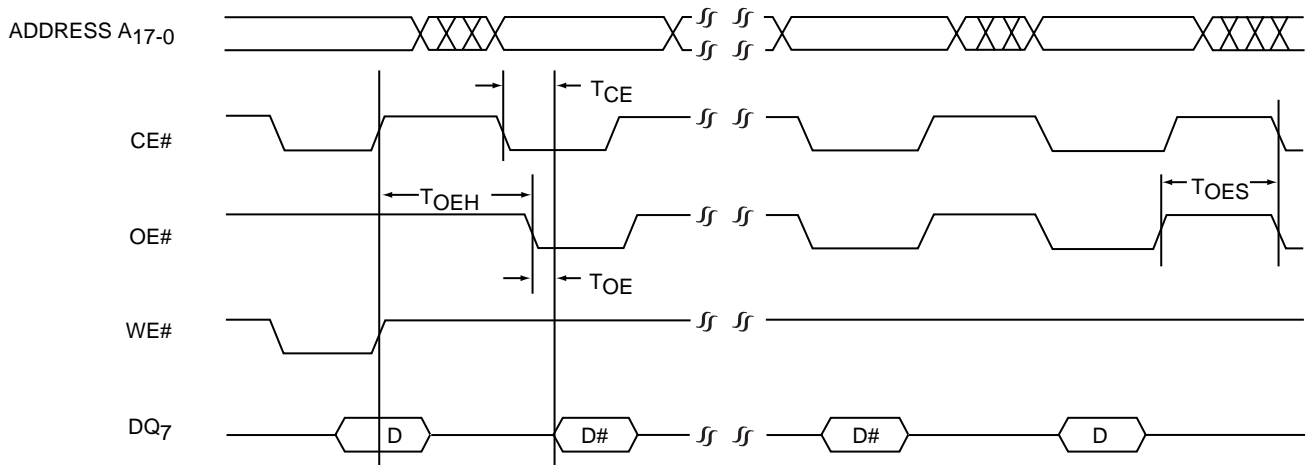 ADDRESS A17-0
TCE
CE#
TOEH
TOES
OE#
TOE
WE#
DQ7
D
D#
D#
D